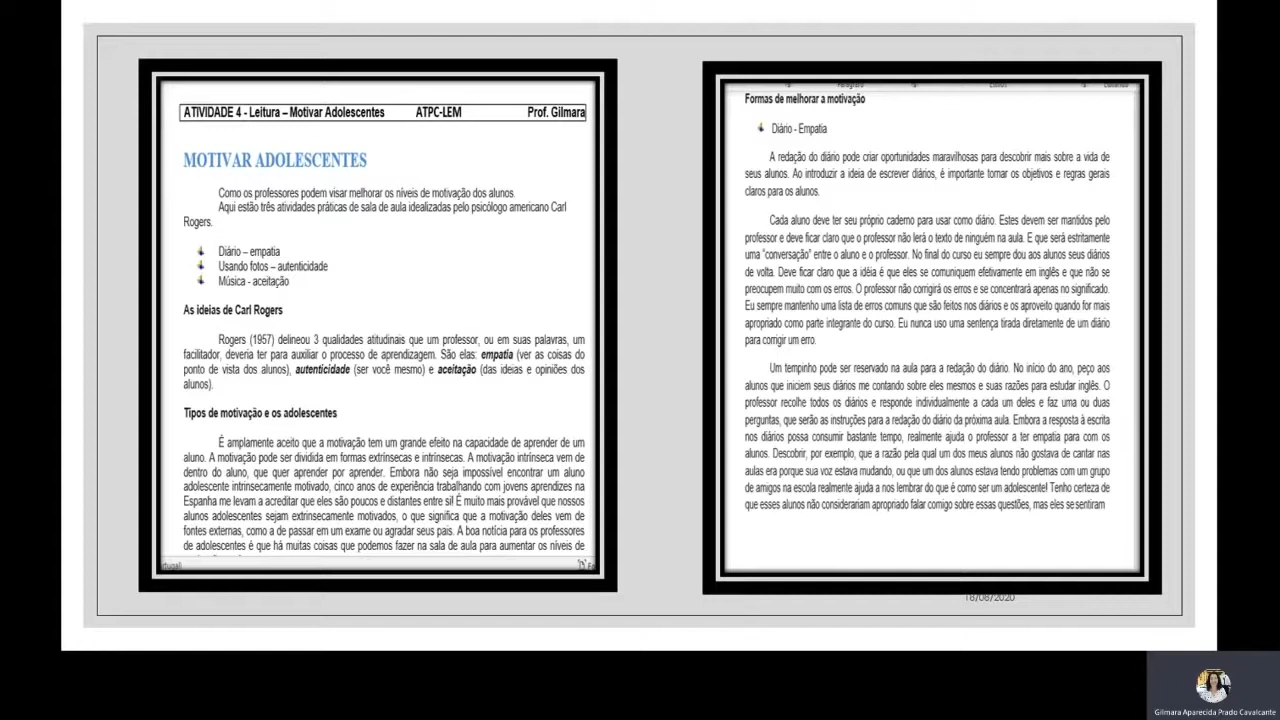 ATIVIDADE 4 - Leitura – Motivar Adolescentes ATPC-LEM Prof. Gilmara
MOTIVAR ADOLESCENTES
Como os professores podem visar melhorar os níveis de motivação dos alunos.
Aqui estão três atividades práticas de sala de aula idealizadas pelo psicólogo americano Carl
Rogers.
Diário – empatia
Usando fotos – autenticidade
Música - aceitação
As ideias de Carl Rogers
Rogers (1957) delineou 3 qualidades atitudinais que um professor, ou em suas palavras, um
facilitador, deveria ter para auxiliar o processo de aprendizagem. São elas: empatia (ver as coisas do
ponto de vista dos alunos), autenticidade (ser você mesmo) e aceitação (das ideias e opiniões dos
alunos).
Tipos de motivação e os adolescentes
É amplamente aceito que a motivação tem um grande efeito na capacidade de aprender de um
aluno. A motivação pode ser dividida em formas extrínsecas e intrínsecas. A motivação intrínseca vem de
dentro do aluno, que quer aprender por aprender. Embora não seja impossível encontrar um aluno
adolescente intrinsecamente motivado, cinco anos de experiência trabalhando com jovens aprendizes na
Espanha me levam a acreditar que eles são poucos e distantes entre si! É muito mais provável que nossos
alunos adolescentes sejam extrinsecamente motivados, o que significa que a motivação deles vem de
fontes externas, como a de passar em um exame ou agradar seus pais. A boa notícia para os professores
de adolescentes é que há muitas coisas que podemos fazer na sala de aula para aumentar os níveis de
Formas de melhorar a motivação
Diário - Empatia
A redação do diário pode criar oportunidades maravilhosas para descobrir mais sobre a vida de
seus alunos. Ao introduzir a ideia de escrever diários, é importante tornar os objetivos e regras gerais
claros para os alunos.
Cada aluno deve ter seu próprio caderno para usar como diário. Estes devem ser mantidos pelo
professor e deve ficar claro que o professor não lerá o texto de ninguém na aula. E que será estritamente
uma "conversação" entre o aluno e o professor. No final do curso eu sempre dou aos alunos seus diários
de volta. Deve ficar claro que a idéia é que eles se comuniquem efetivamente em inglês e que não se
preocupem muito com os erros. O professor não corrigirá os erros e se concentrará apenas no significado.
Eu sempre mantenho uma lista de erros comuns que são feitos nos diários e os aproveito quando for mais
apropriado como parte integrante do curso. Eu nunca uso uma sentença tirada diretamente de um diário
para corrigir um erro.
Um tempinho pode ser reservado na aula para a redação do diário. No início do ano, peço aos
alunos que iniciem seus diários me contando sobre eles mesmos e suas razões para estudar inglês. O
professor recolhe todos os diários e responde individualmente a cada um deles e faz uma ou duas
perguntas, que serão as instruções para a redação do diário da próxima aula. Embora a resposta à escrita
nos diários possa consumir bastante tempo, realmente ajuda o professor a ter empatia para com os
alunos. Descobrir, por exemplo, que a razão pela qual um dos meus alunos não gostava de cantar nas
aulas era porque sua voz estava mudando, ou que um dos alunos estava tendo problemas com um grupo
de amigos na escola realmente ajuda a nos lembrar do que é como ser um adolescente! Tenho certeza de
que esses alunos não considerariam apropriado falar comigo sobre essas questões, mas eles se sentiram
18/08/2020
Gilmara Aparecida Prado Cavalcante